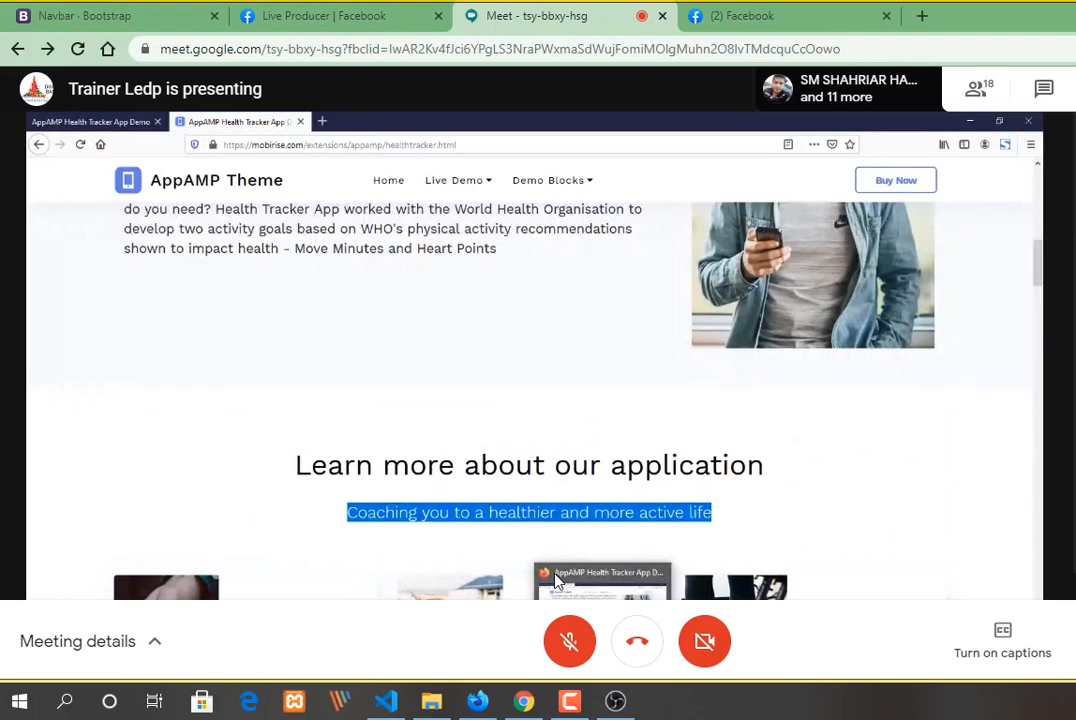 Navbar · Bootstrap
Live Producer | Facebook
Meet - tsy-bbxy-hsg
(2) Facebook
meet.google.com/tsy-bbxy-hsg?fbclid=IwAR2Kv4fJci6YPgLS3NraPWxmaSdWujFomiMOlgMuhn2O8IvTMdcquCcOowo
Trainer Ledp is presenting
SM SHAHRIAR HA...
and 11 more
18
AppAMP Health Tracker App Demo
AppAMP Health Tracker App D
https://mobirise.com/extensions/appamp/healthtracker.html
AppAMP Theme
Home
Live Demo
Demo Blocks
Buy Now
do you need? Health Tracker App worked with the World Health Organisation to
develop two activity goals based on WHO's physical activity recommendations
shown to impact health - Move Minutes and Heart Points
Learn more about our application
Coaching you to a healthier and more active life
AppAMP Health Tracker App D...
Meeting details
Turn on captions